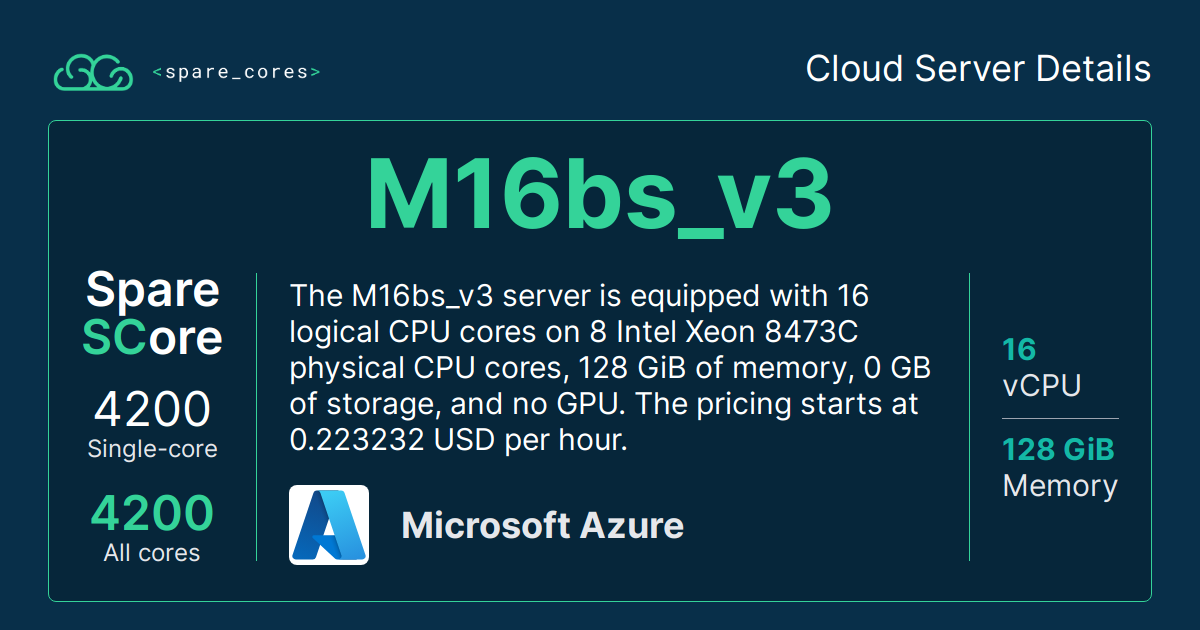 <spare_cores>
Cloud Server Details
M16bs_v3
Spare
SCore
4200
Single-core
4200
All cores
The M16bs_v3 server is equipped with 16
logical CPU cores on 8 Intel Xeon 8473C
physical CPU cores, 128 GiB of memory, 0 GB
of storage, and no GPU. The pricing starts at
0.223232 USD per hour.
Microsoft Azure
16
vCPU
128 GiB
Memory